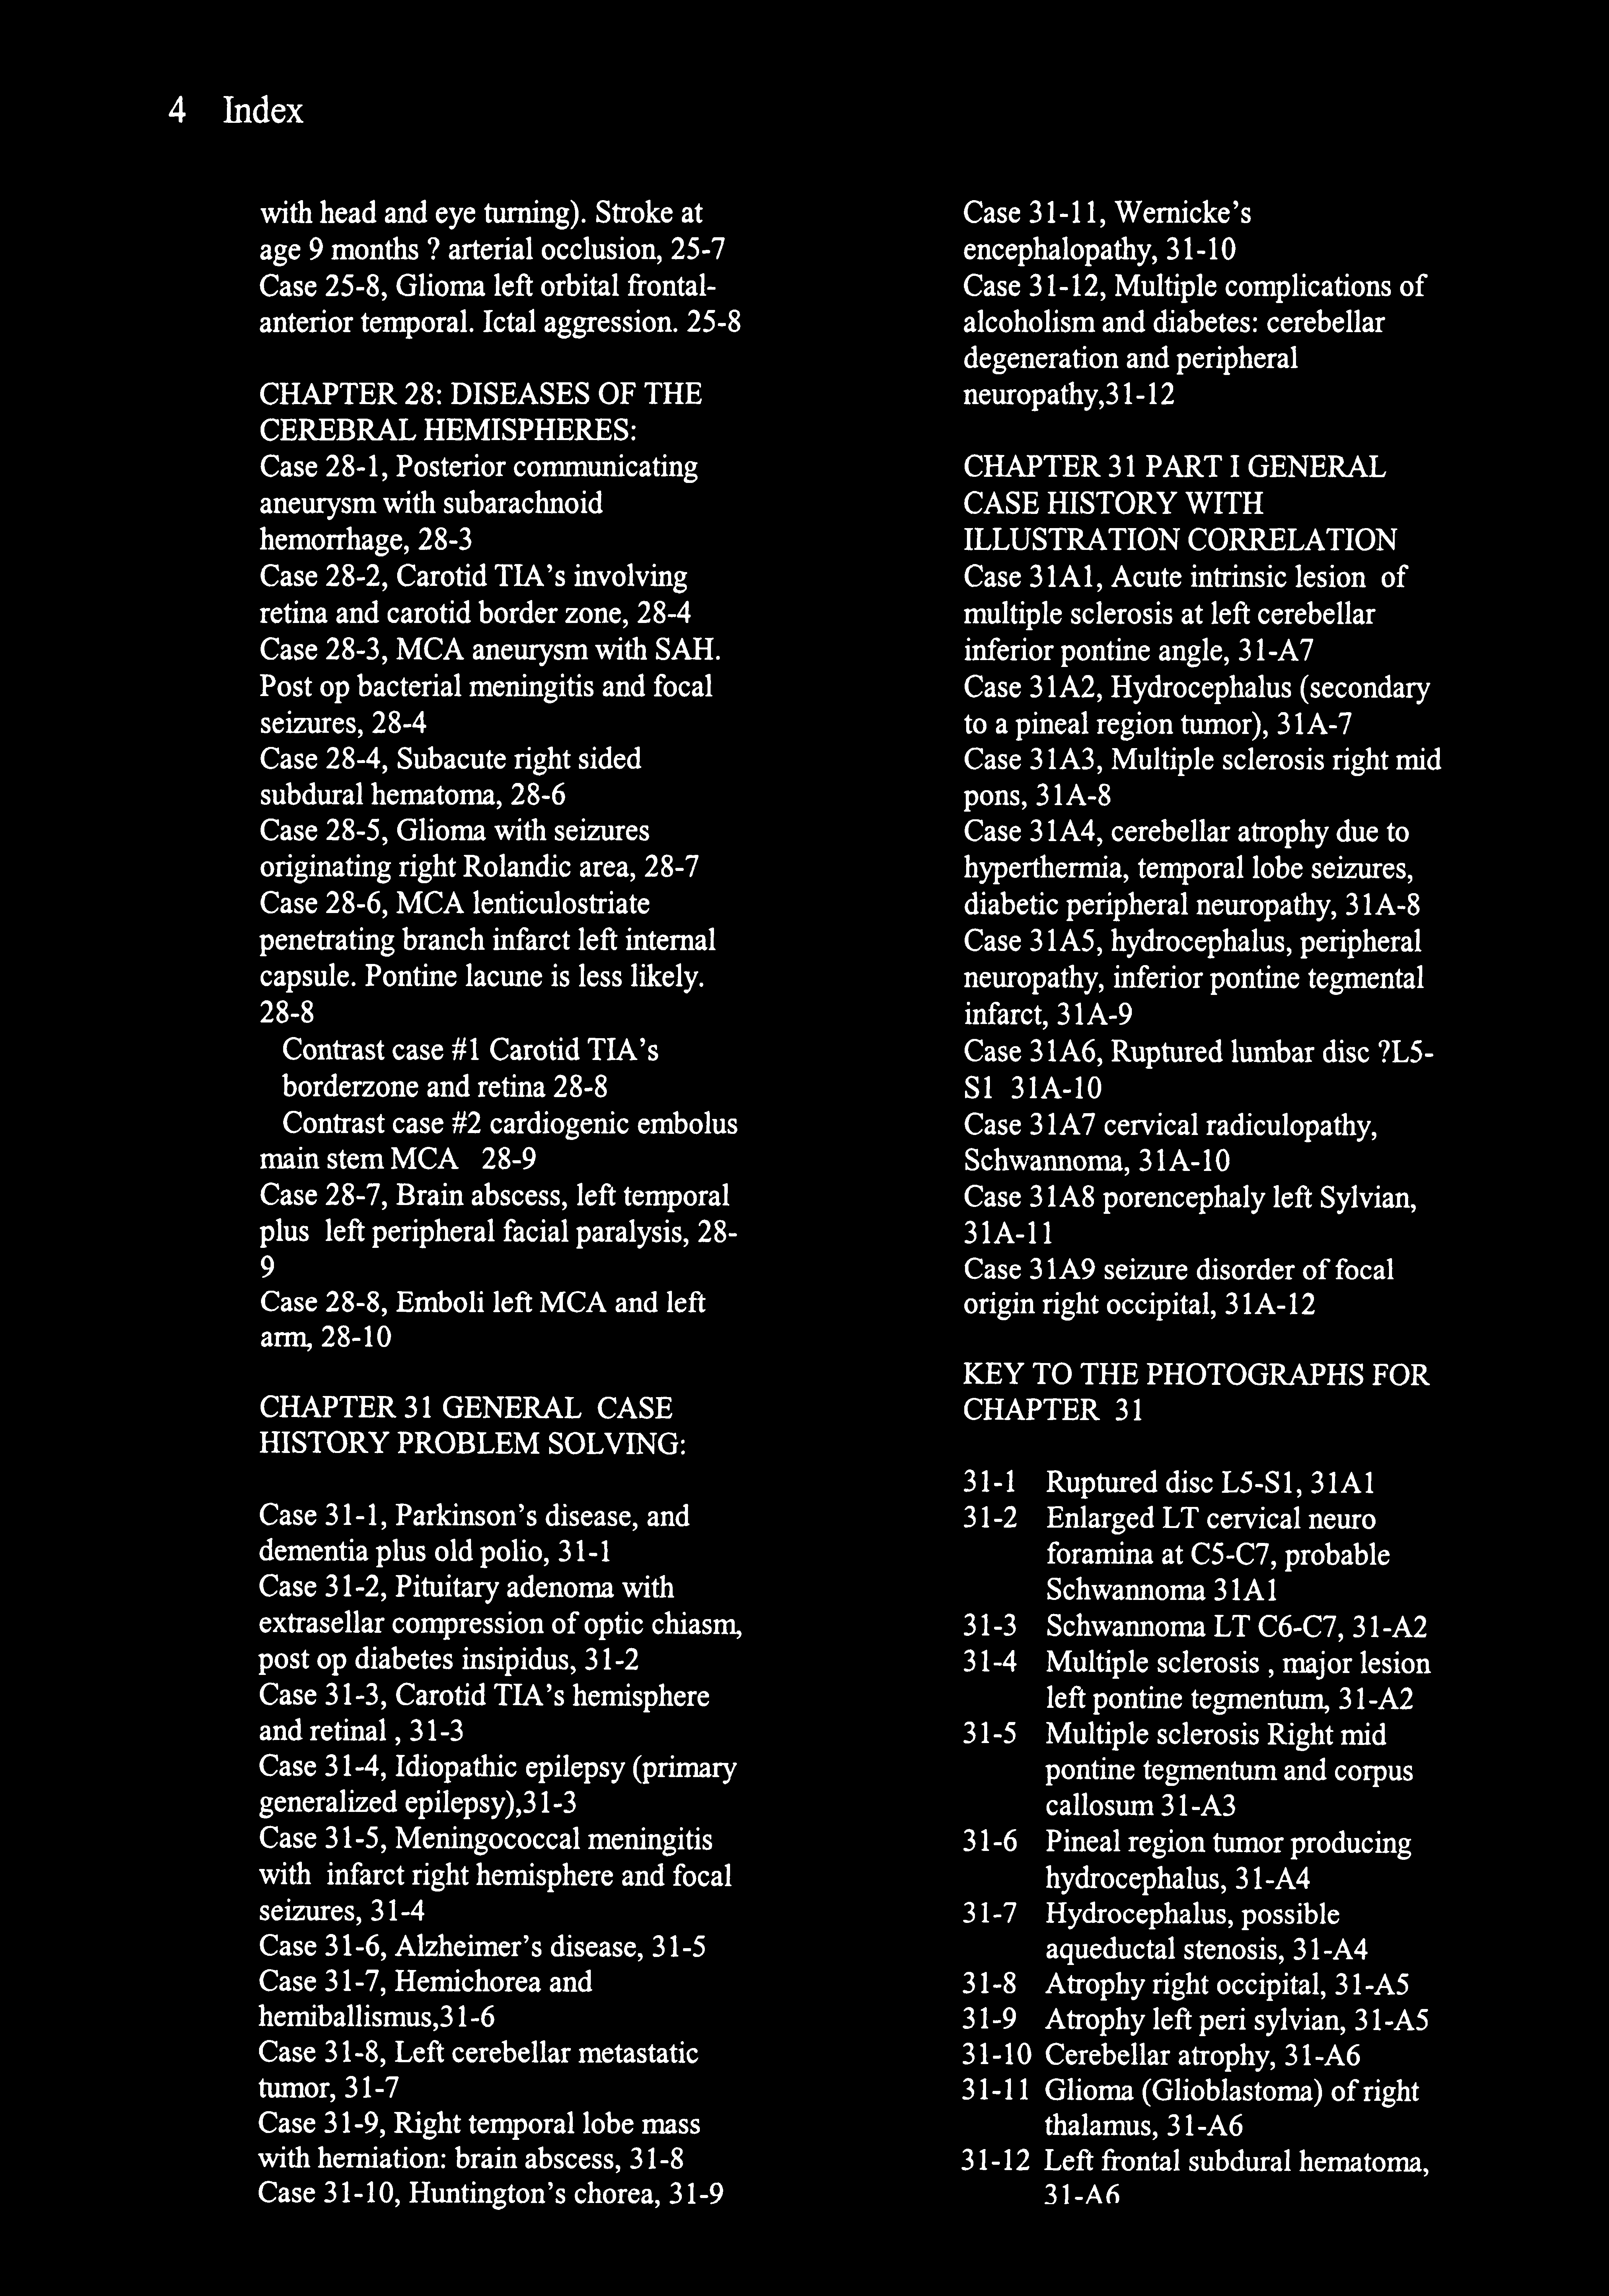 4 Index
with head and eye turning). Stroke at
age 9 months ? arterial occlusion, 25-7
Case 25-8, Glioma left orbital frontal-
anterior temporal. Ictal aggression. 25-8
CHAPTER 28: DISEASES OF THE
CEREBRAL HEMISPHERES:
Case 28-1, Posterior communicating
aneurysm with subarachnoid
hemorrhage, 28-3
Case 28-2, Carotid TIA's involving
retina and carotid border zone, 28-4
Case 28-3, MCA aneurysm with SAH.
Post op bacterial meningitis and focal
seizures, 28-4
Case 28-4, Subacute right sided
subdural hematoma, 28-6
Case 28-5, Glioma with seizures
originating right Rolandic area, 28-7
Case 28-6, MCA lenticulostriate
penetrating branch infarct left internal
capsule. Pontine lacune is less likely.
28-8
Contrast case #1 Carotid TIA's
borderzone and retina 28-8
Contrast case #2 cardiogenic embolus
main stem MCA 28-9
Case 28-7, Brain abscess, left temporal
plus left peripheral facial paralysis, 28-
9
Case 28-8, Emboli left MCA and left
arm, 28-10
CHAPTER 31 GENERAL CASE
HISTORY PROBLEM SOLVING:
Case 31-1, Parkinson's disease, and
dementia plus old polio, 31-1
Case 31-2, Pituitary adenoma with
extrasellar compression of optic chiasm,
post op diabetes insipidus, 31-2
Case 31-3, Carotid TIA's hemisphere
and retinal , 31-3
Case 31-4, Idiopathic epilepsy (primary
generalized epilepsy),31-3
Case 31-5, Meningococcal meningitis
with infarct right hemisphere and focal
seizures, 31-4
Case 31-6, Alzheimer's disease, 31-5
Case 31-7, Hemichorea and
hemiballismus,31-6
Case 31-8, Left cerebellar metastatic
tumor, 31-7
Case 31-9, Right temporal lobe mass
with herniation: brain abscess, 31-8
Case 31-10, Huntington's chorea, 31-9
Case 31-11, Wernicke's
encephalopathy, 31-10
Case 31-12, Multiple complications of
alcoholism and diabetes: cerebellar
degeneration and peripheral
neuropathy,31-12
CHAPTER 31 PART I GENERAL
CASE HISTORY WITH
ILLUSTRATION CORRELATION
Case 31A1, Acute intrinsic lesion of
multiple sclerosis at left cerebellar
inferior pontine angle, 31-A7
Case 31A2, Hydrocephalus (secondary
to a pineal region tumor), 31A-7
Case 31A3, Multiple sclerosis right mid
pons, 31A-8
Case 31A4, cerebellar atrophy due to
hyperthermia, temporal lobe seizures,
diabetic peripheral neuropathy, 31A-8
Case 31A5, hydrocephalus, peripheral
neuropathy, inferior pontine tegmental
infarct, 31A-9
Case 31A6, Ruptured lumbar disc ?L5-
S1 31A-10
Case 31A7 cervical radiculopathy,
Schwannoma, 31A-10
Case 31A8 porencephaly left Sylvian,
31A-11
Case 31A9 seizure disorder of focal
origin right occipital, 31A-12
KEY TO THE PHOTOGRAPHS FOR
CHAPTER 31
31-1 Ruptured disc L5-S1, 31A1
31-2 Enlarged LT cervical neuro
foramina at C5-C7, probable
Schwannoma 31A1
31-3 Schwannoma LT C6-C7, 31-A2
31-4 Multiple sclerosis , major lesion
left pontine tegmentum, 31-A2
31-5 Multiple sclerosis Right mid
pontine tegmentum and corpus
callosum 31-A3
31-6 Pineal region tumor producing
hydrocephalus, 31-A4
31-7 Hydrocephalus, possible
aqueductal stenosis, 31-A4
31-8 Atrophy right occipital, 31-A5
31-9 Atrophy left peri sylvian, 31-A5
31-10 Cerebellar atrophy, 31-A6
31-11 Glioma (Glioblastoma) of right
thalamus, 31-A6
31-12 Left frontal subdural hematoma,
31-A6